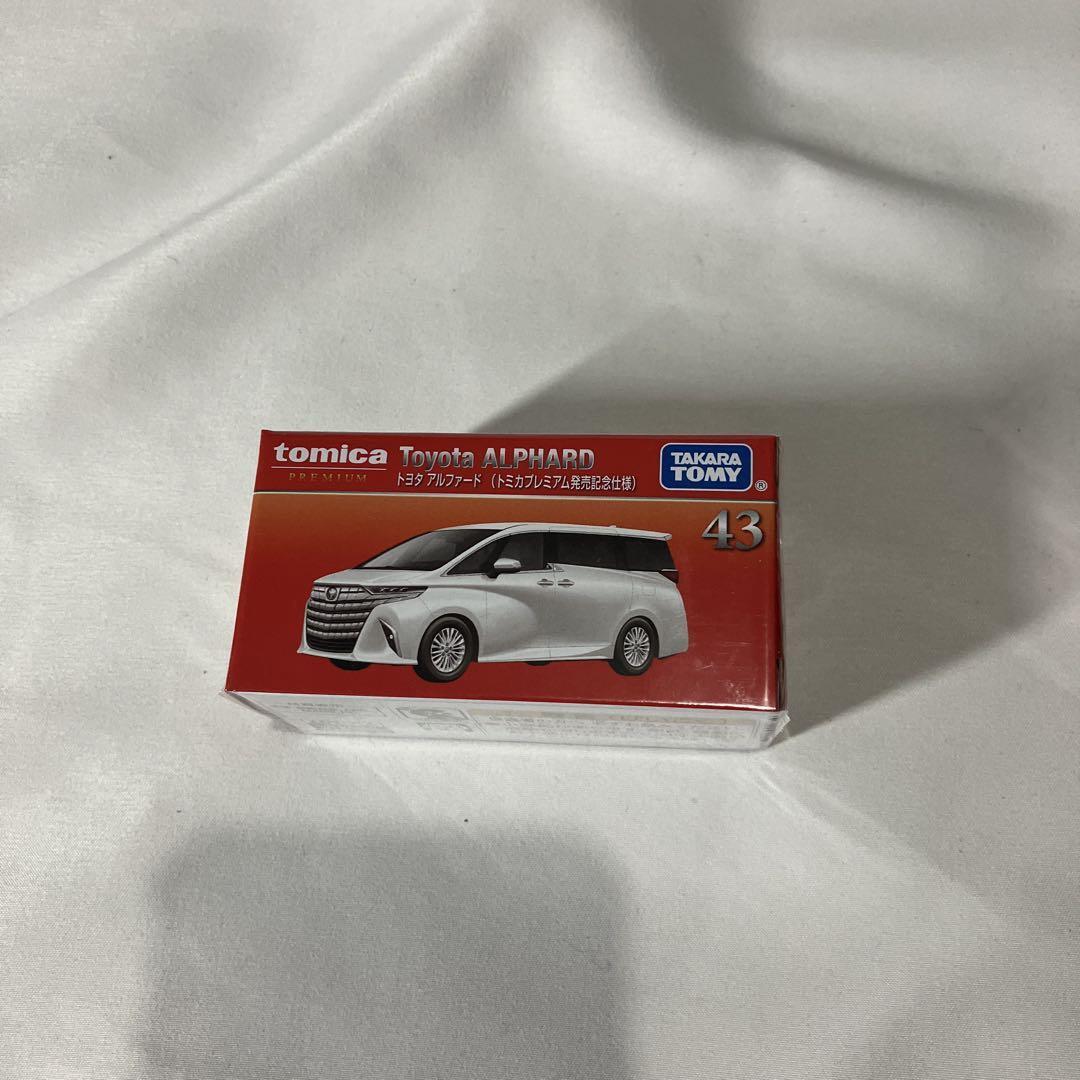 tomica
PREMIUM
Toyota ALPHARD
トヨタ アルファード (トミカプレミアム発売記念仕様)
TAKARA
TOMY
®
43